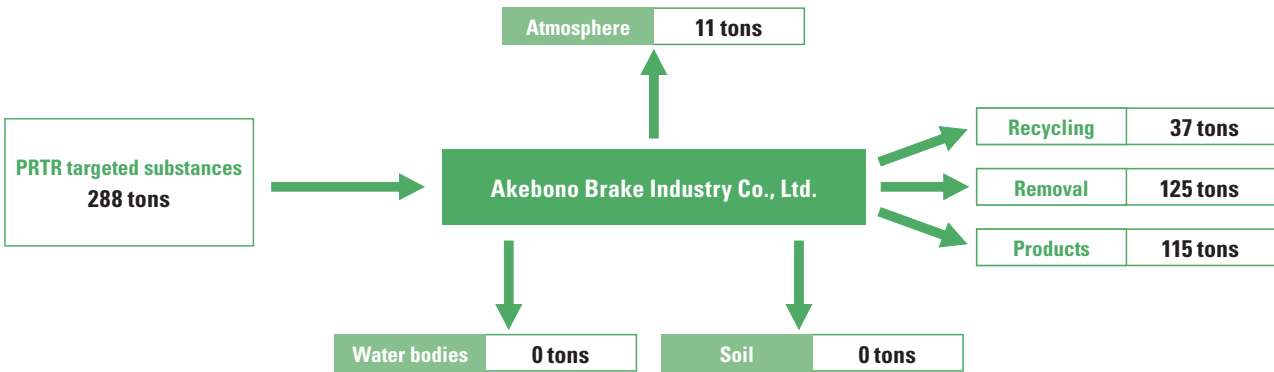 Atmosphere 11 tons
PRTR targeted substances
288 tons
Akebono Brake Industry Co., Ltd.
Recycling 37 tons
Removal 125 tons
Products 115 tons
Water bodies 0 tons
Soil 0 tons